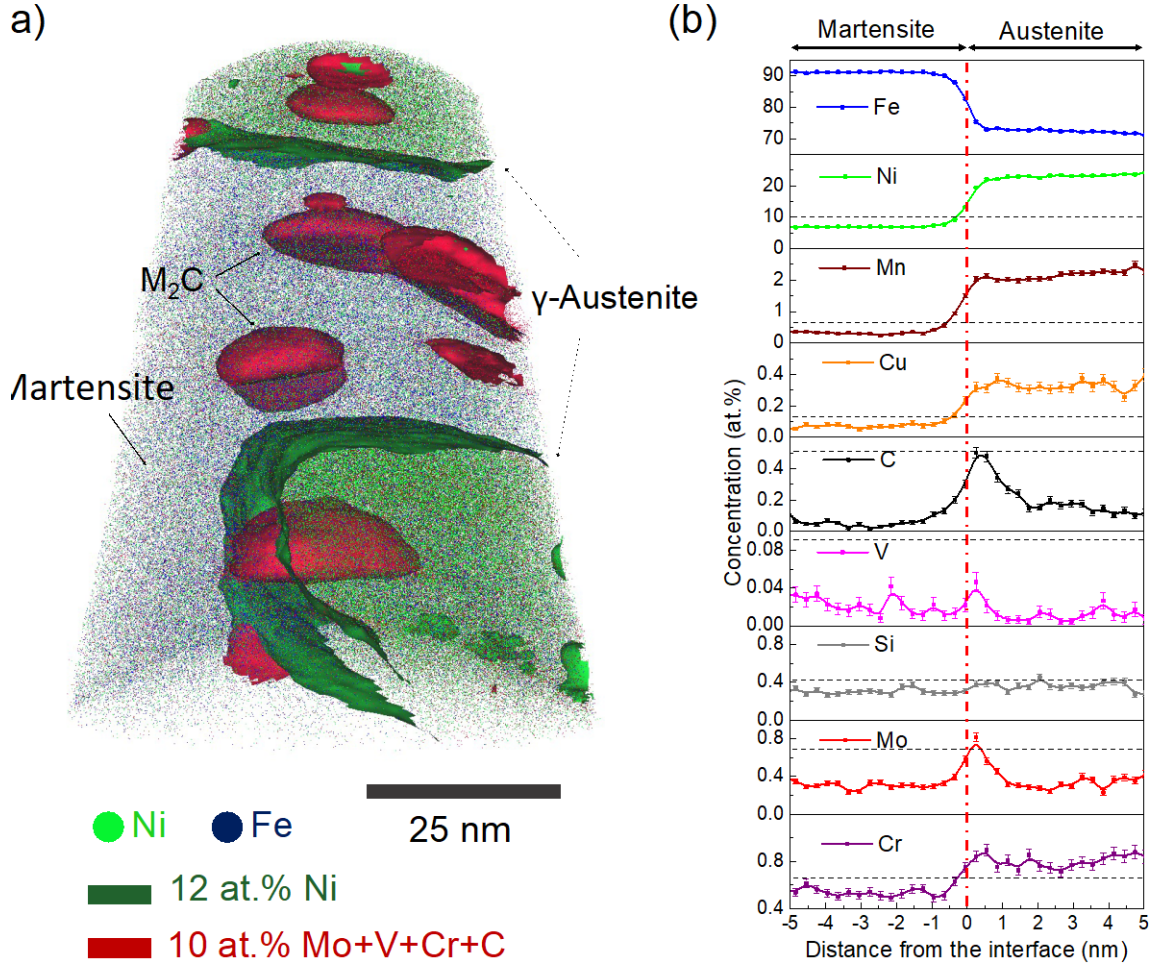 a)
M₂C
γ-Austenite
Martensite
25 nm
Ni
Fe
12 at.% Ni
10 at.% Mo+V+Cr+C
(b)
Martensite
Austenite
90
80
70
Fe
20
10
0
Ni
2
1
0
Mn
0.4
0.2
0.0
Cu
0.4
0.2
0.0
C
0.08
0.04
0.00
V
0.8
0.4
0.0
Si
0.8
0.4
0.0
Mo
0.8
0.4
Cr
Concentration (at.%)
-5 -4 -3 -2 -1 0 1 2 3 4 5
Distance from the interface (nm)